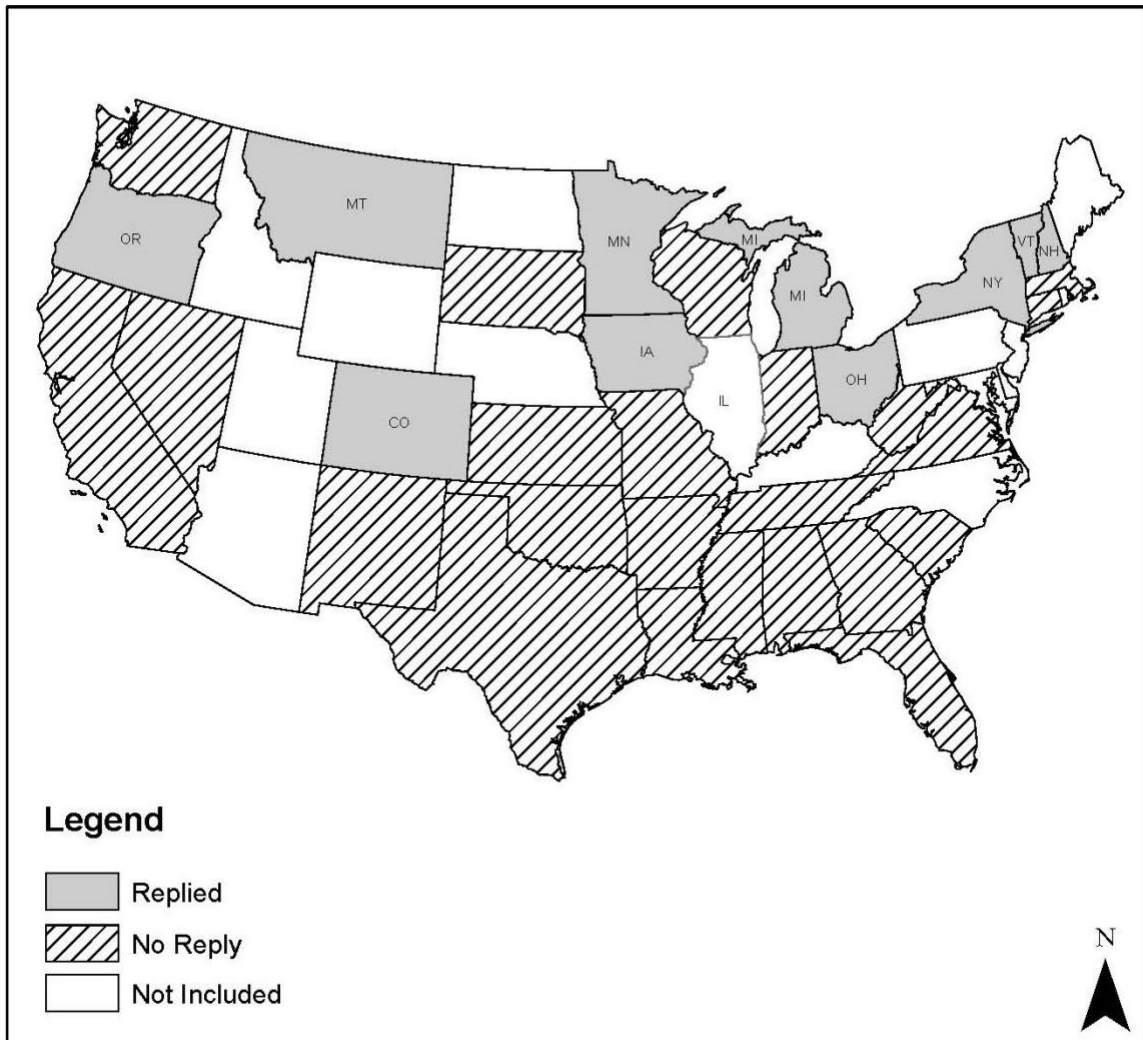 MT
OR
MN
MI
VT
NH
MI
NY
IA
OH
IL
CO
Legend
Replied
No Reply
Not Included
N